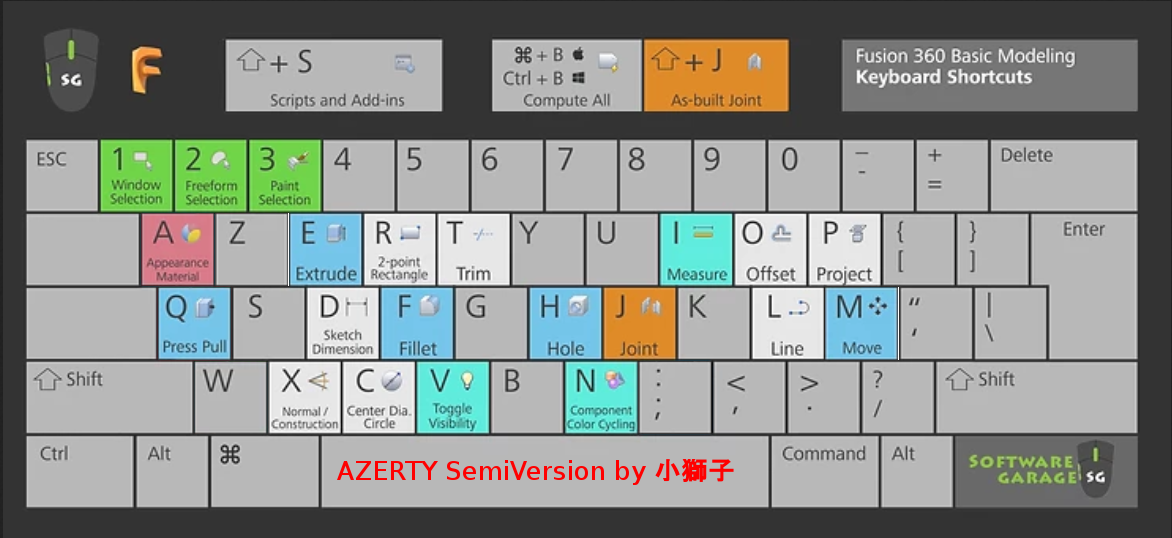 SG
⇧ + S
Scripts and Add-ins
⌘ + B
Ctrl + B
Compute All
⇧ + J
As-built Joint
Fusion 360 Basic Modeling
Keyboard Shortcuts
ESC
1
Window
Selection
2
Freeform
Selection
3
Paint
Selection
4
5
6
7
8
9
0
_
-
+
=
Delete
A
Appearance
Material
Z
E
Extrude
R
2-point
Rectangle
T
Trim
Y
U
I
Measure
O
Offset
P
Project
{
[
}
]
Enter
Q
Press Pull
S
D
Sketch
Dimension
F
Fillet
G
H
Hole
J
Joint
K
L
Line
M
Move
“
‘
|
\
⇧ Shift
W
X
Normal /
Construction
C
Center Dia.
Circle
V
Toggle
Visibility
B
N
Component
Color Cycling
:
;
<
,
>
.
?
/
⇧ Shift
Ctrl
Alt
⌘
AZERTY SemiVersion by 小獅子
Command
Alt
SOFTWARE
GARAGE
SG